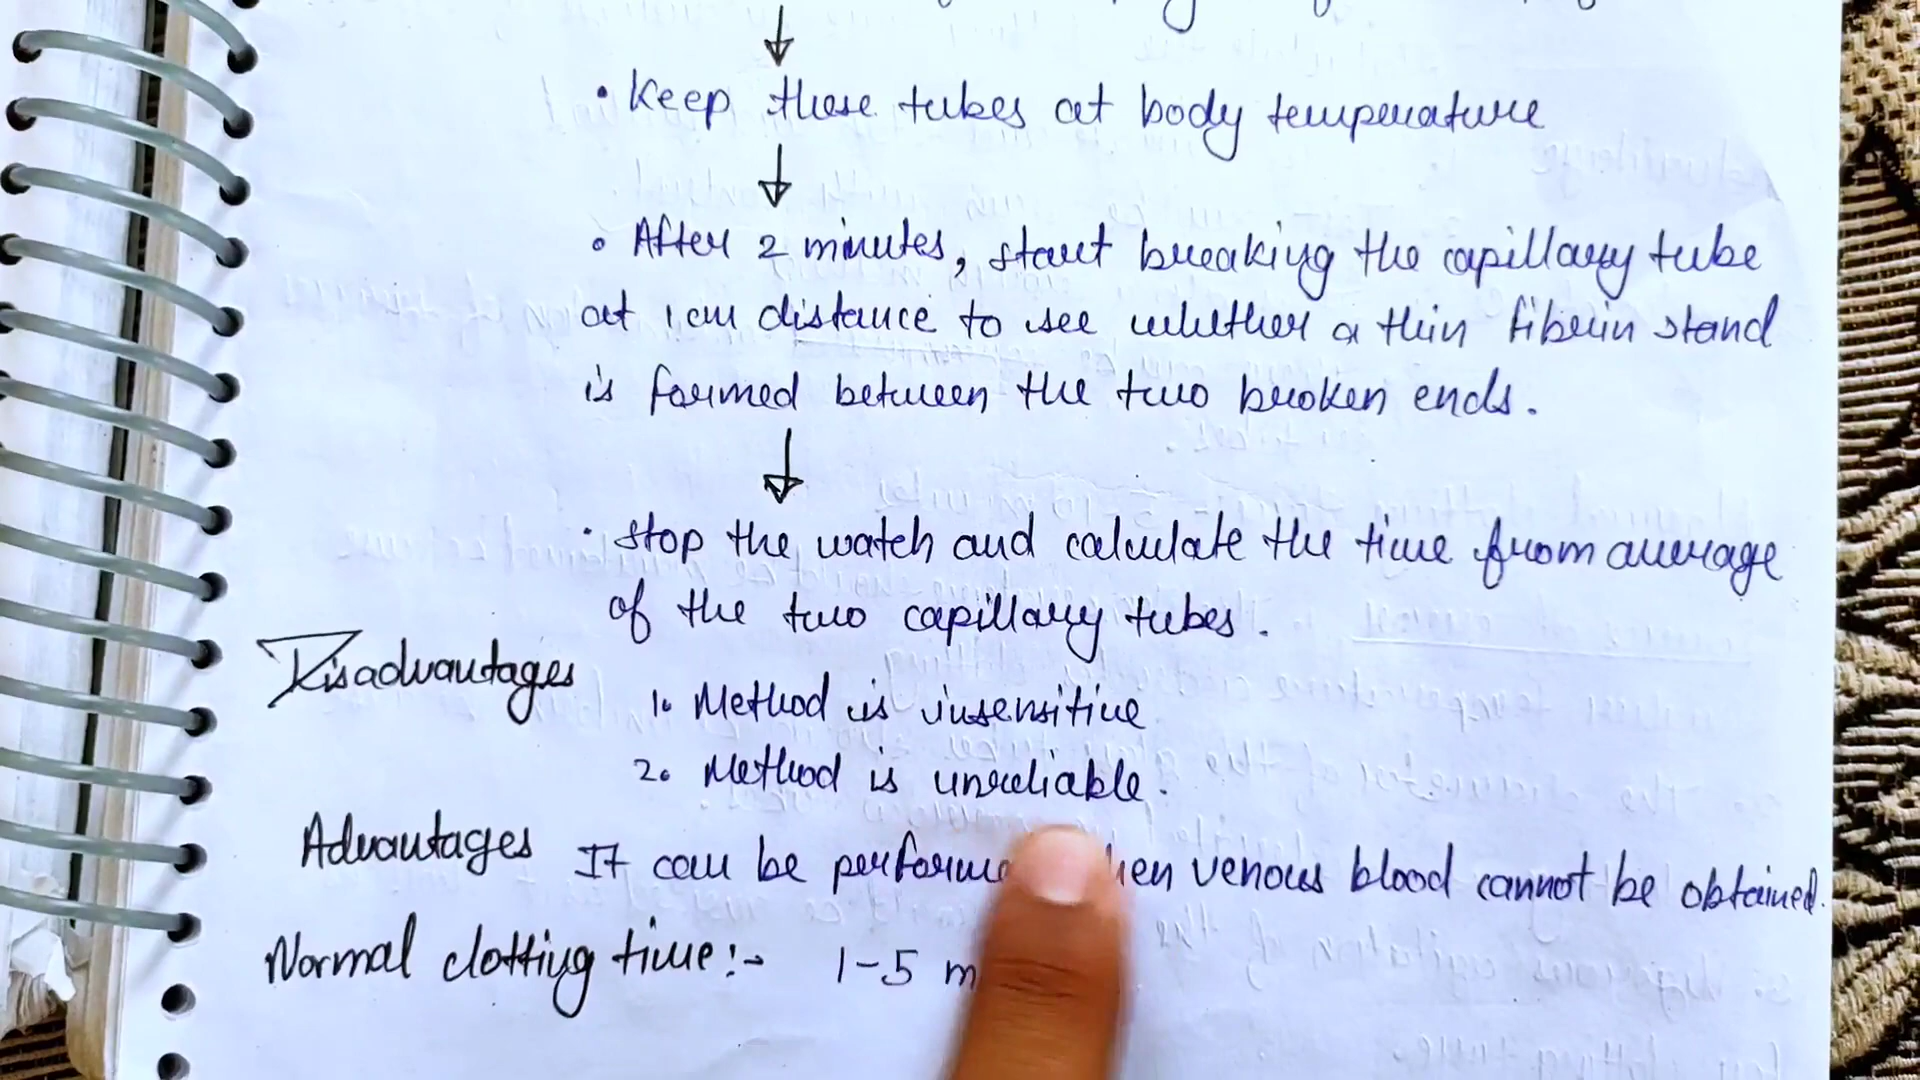 • Keep these tubes at body temperature
• After 2 minutes, start breaking the capillary tube
at 1 cm distance to see whether a thin fibrin stand
is formed between the two broken ends.
• Stop the watch and calculate the time from average
of the two capillary tubes.
Disadvantages
1. Method is insensitive
2. Method is unreliable.
Advantages It can be venous blood cannot be obtained.
Normal clotting time:- 1-5